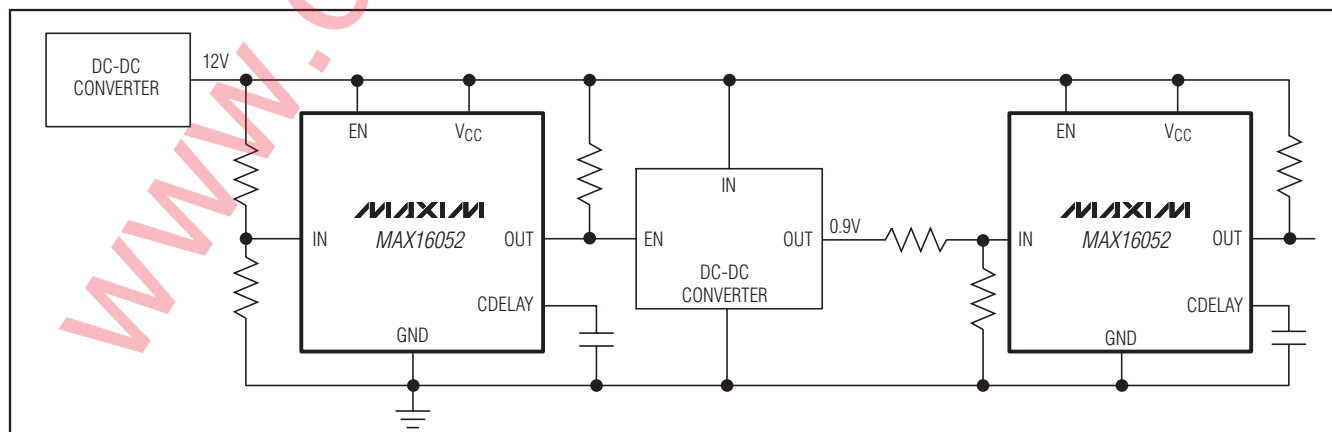 DC-DC
CONVERTER
12V
EN
VCC
MAXIM
MAX16052
IN
OUT
CDELAY
GND
IN
EN
OUT
DC-DC
CONVERTER
0.9V
EN
VCC
MAXIM
MAX16052
IN
OUT
CDELAY
GND
www.